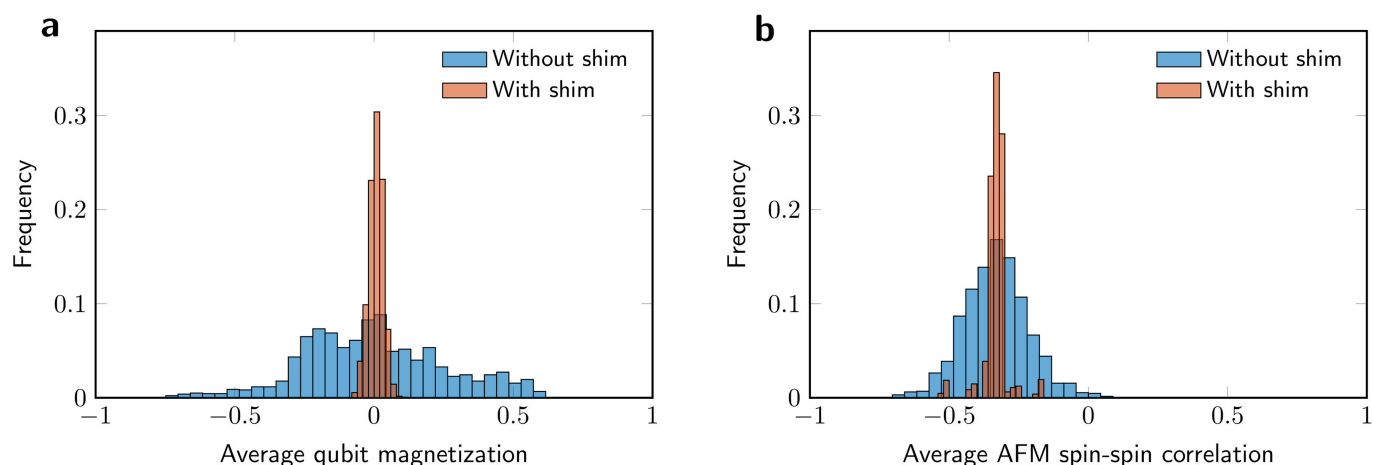 a
Without shim
With shim
0.3
0.2
0.1
0
Frequency
−1
−0.5
0
0.5
1
Average qubit magnetization
b
Without shim
With shim
0.3
0.2
0.1
0
Frequency
−1
−0.5
0
0.5
1
Average AFM spin-spin correlation